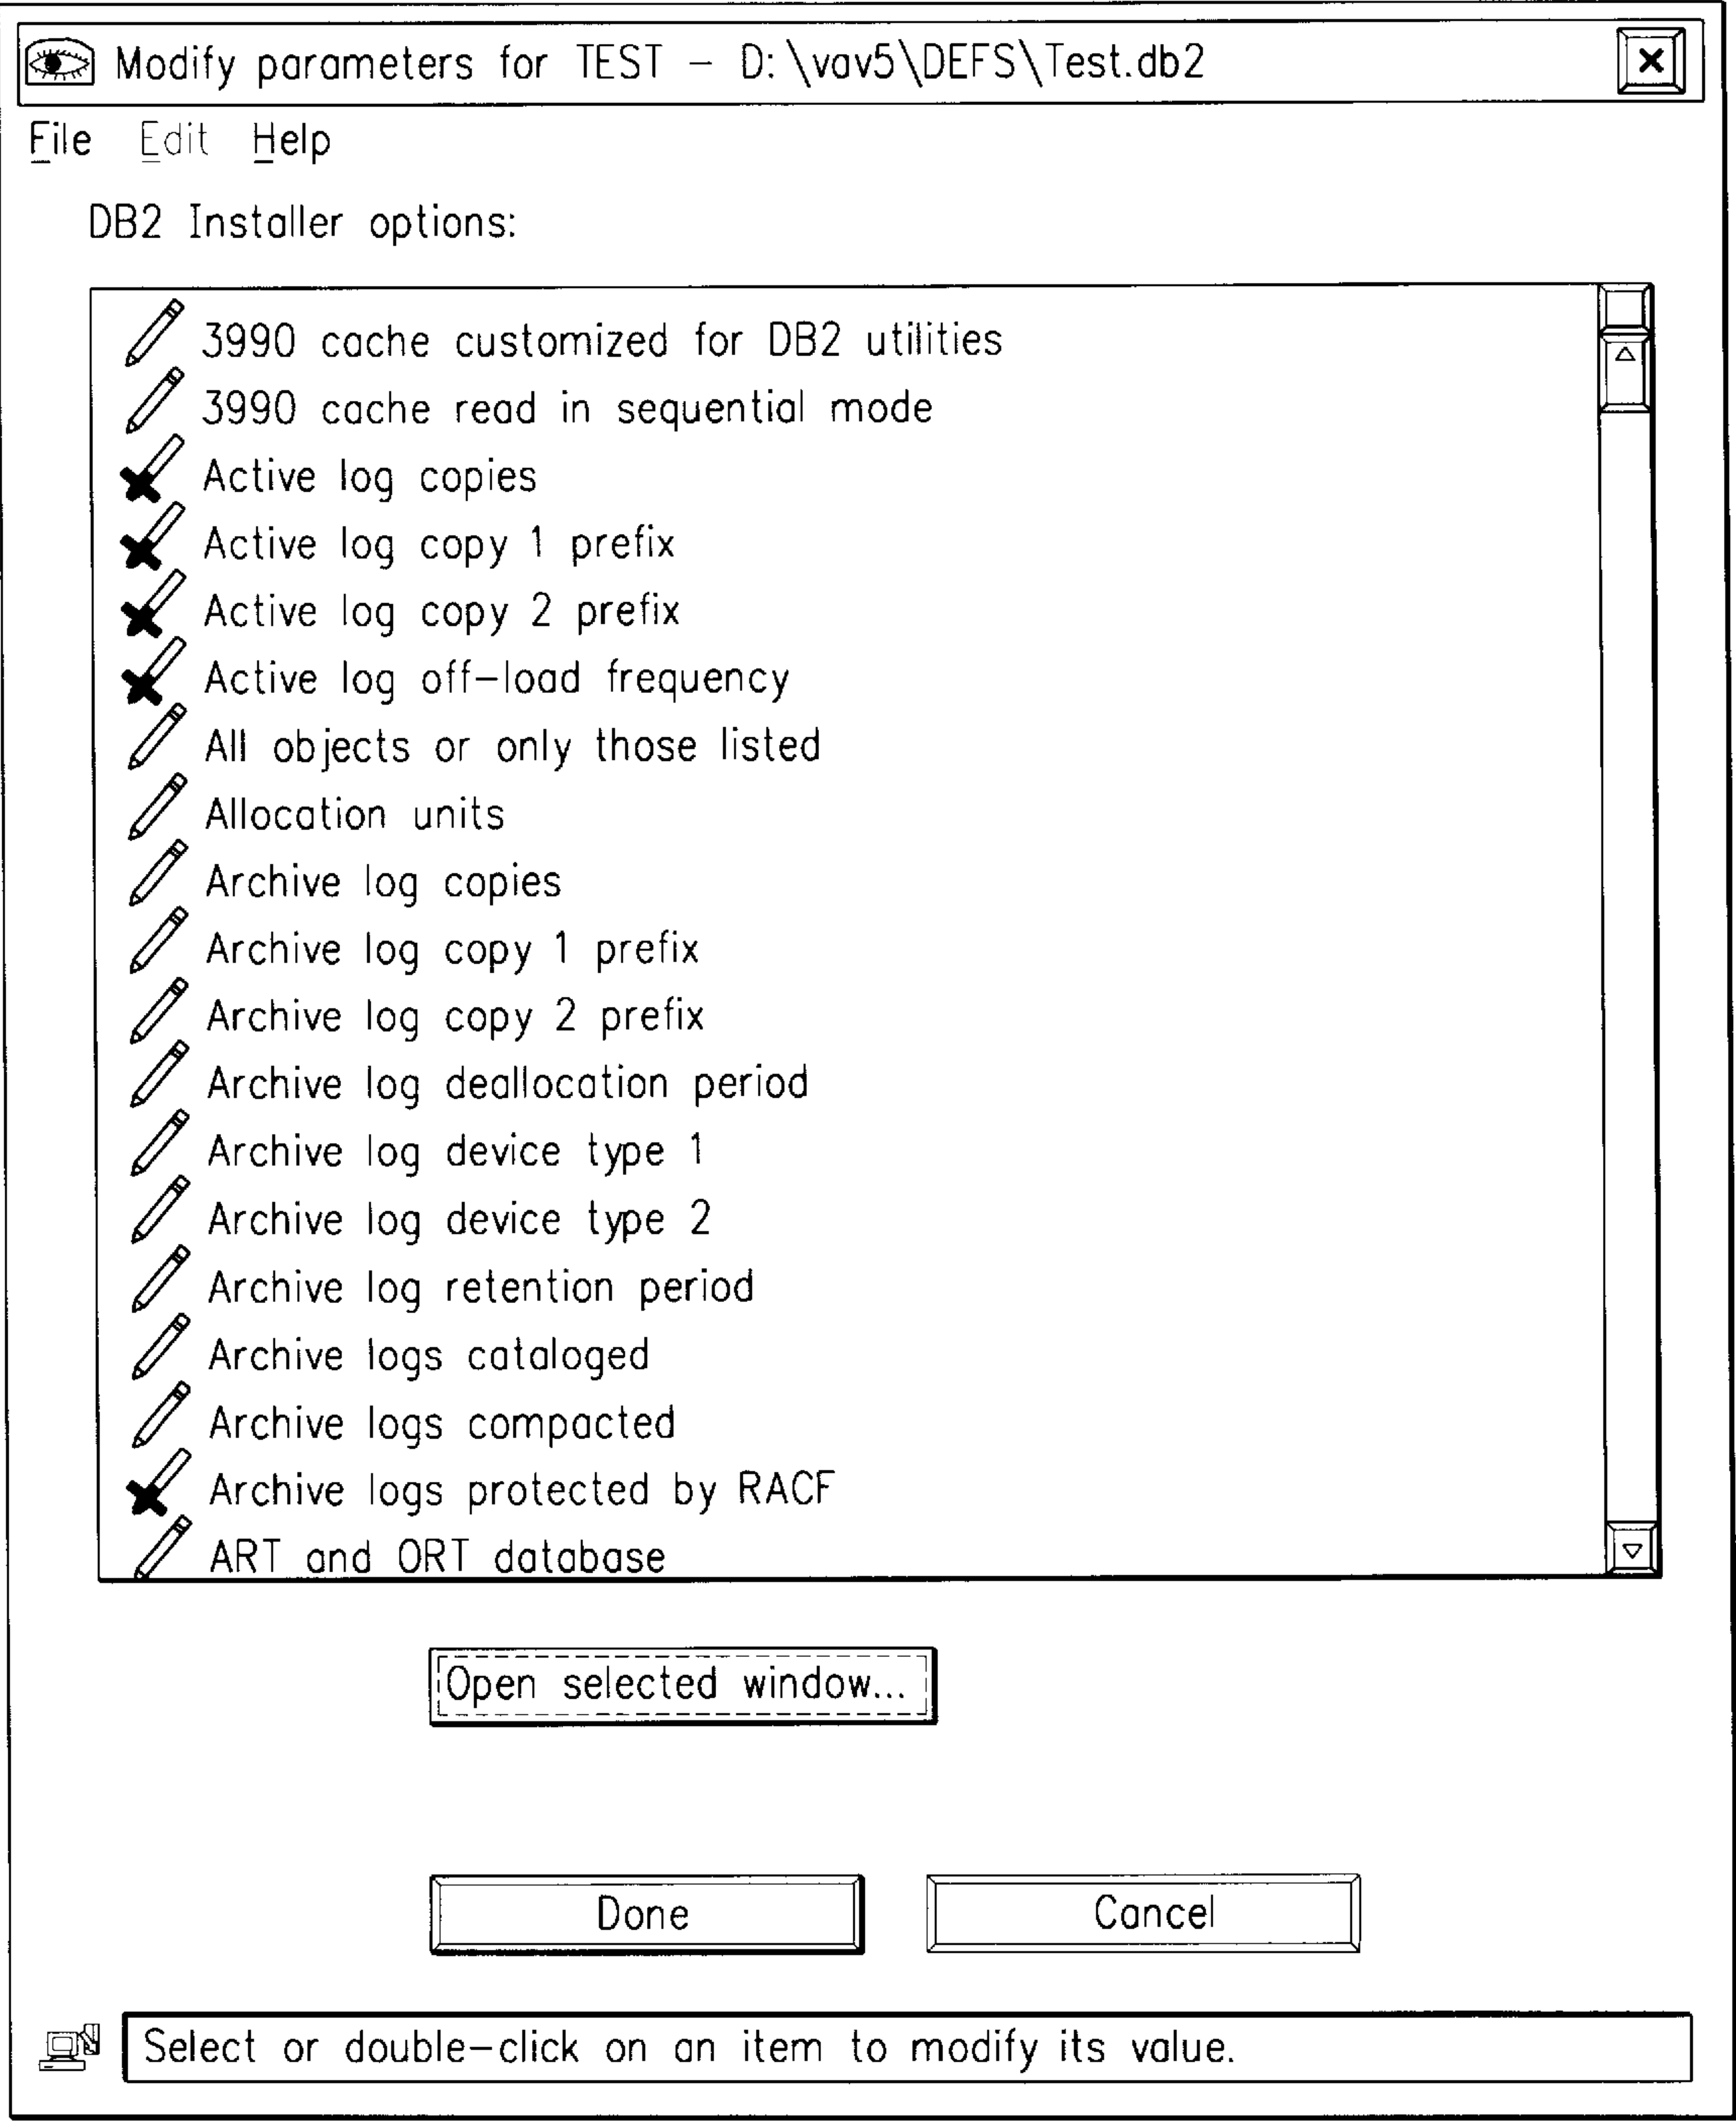 Modify parameters for TEST – D:\vav5\DEFS\Test.db2
File Edit Help
DB2 Installer options:
3990 cache customized for DB2 utilities
3990 cache read in sequential mode
Active log copies
Active log copy 1 prefix
Active log copy 2 prefix
Active log off–load frequency
All objects or only those listed
Allocation units
Archive log copies
Archive log copy 1 prefix
Archive log copy 2 prefix
Archive log deallocation period
Archive log device type 1
Archive log device type 2
Archive log retention period
Archive logs cataloged
Archive logs compacted
Archive logs protected by RACF
ART and ORT database
Open selected window...
Done Cancel
Select or double–click on an item to modify its value.